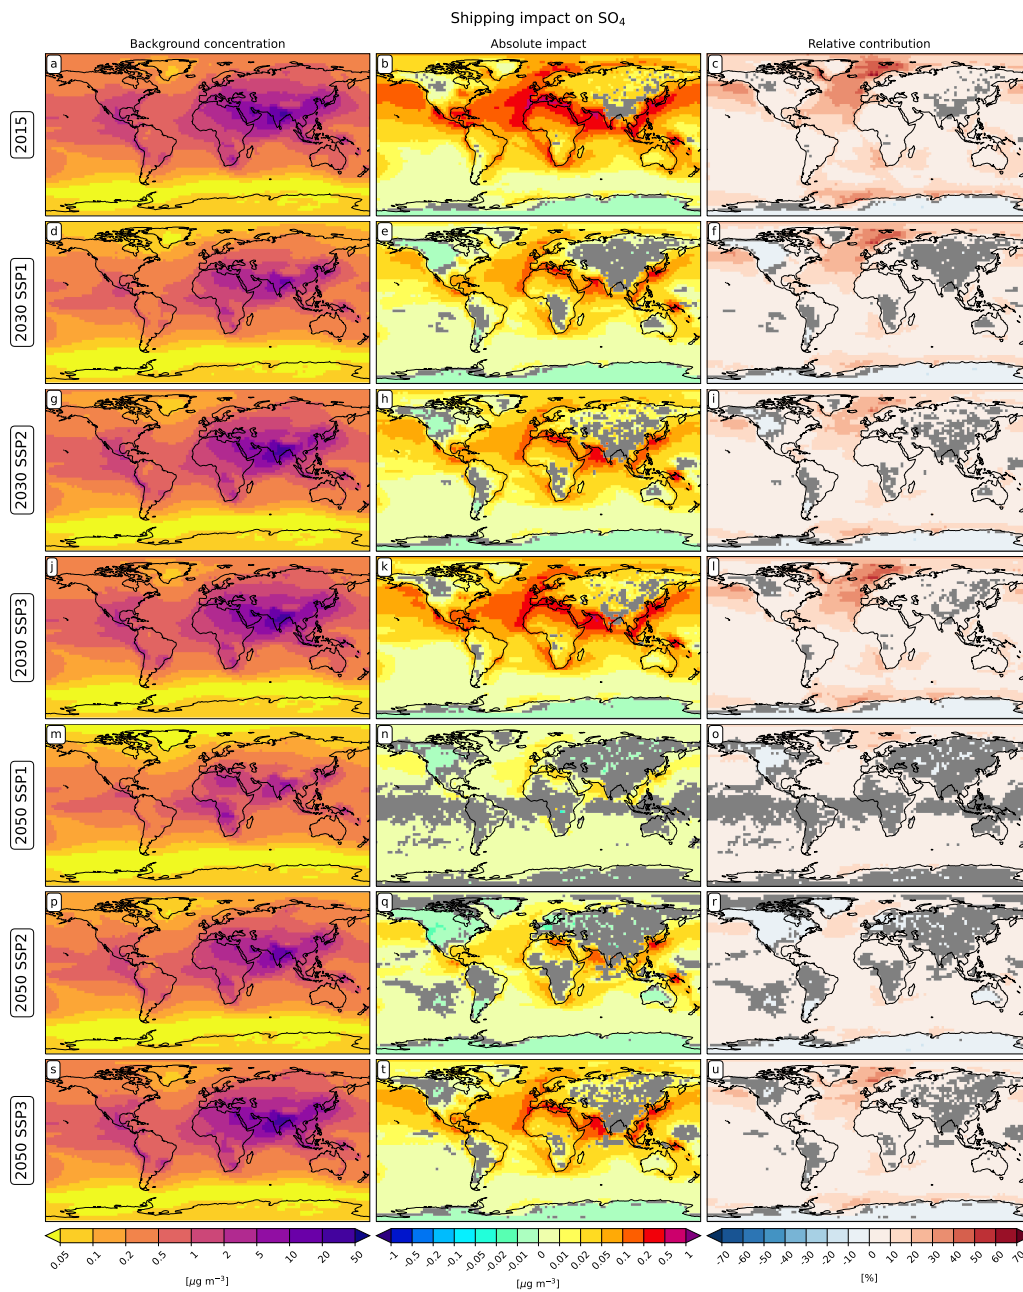 Shipping impact on SO₄
Background concentration
Absolute impact
Relative contribution
2015
a
b
c
2030 SSP1
d
e
f
2030 SSP2
g
h
i
2030 SSP3
j
k
l
2050 SSP1
m
n
o
2050 SSP2
p
q
r
2050 SSP3
s
t
u
0.05 0.1 0.2 0.5 1 2 5 10 20 50
[μg m⁻³]
-1 -0.5 -0.2 -0.1 -0.05 -0.02 -0.01 0 0.01 0.02 0.05 0.1 0.2 0.5 1
[μg m⁻³]
-70 -60 -50 -40 -30 -20 -10 0 10 20 30 40 50 60 70
[%]